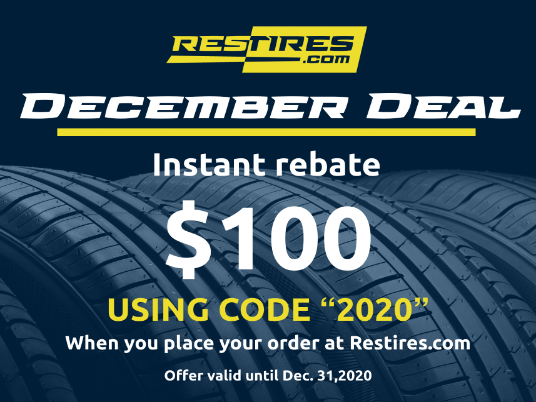 RESTIRES
.COM
December Deal
Instant rebate
$100
USING CODE “2020”
When you place your order at Restires.com
Offer valid until Dec. 31,2020